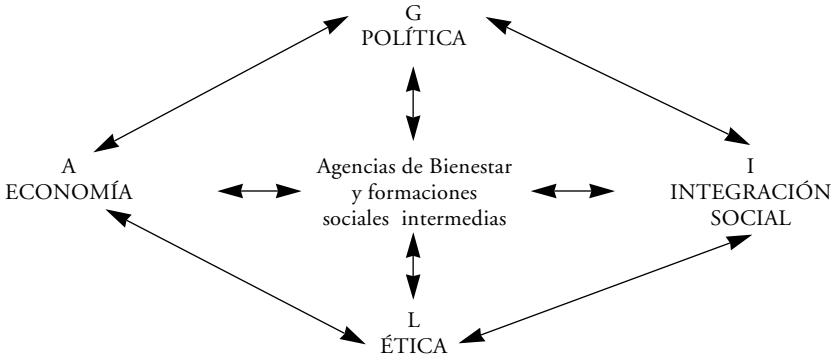 G
POLÍTICA
A
ECONOMÍA
Agencias de Bienestar
y formaciones
sociales intermedias
I
INTEGRACIÓN
SOCIAL
L
ÉTICA